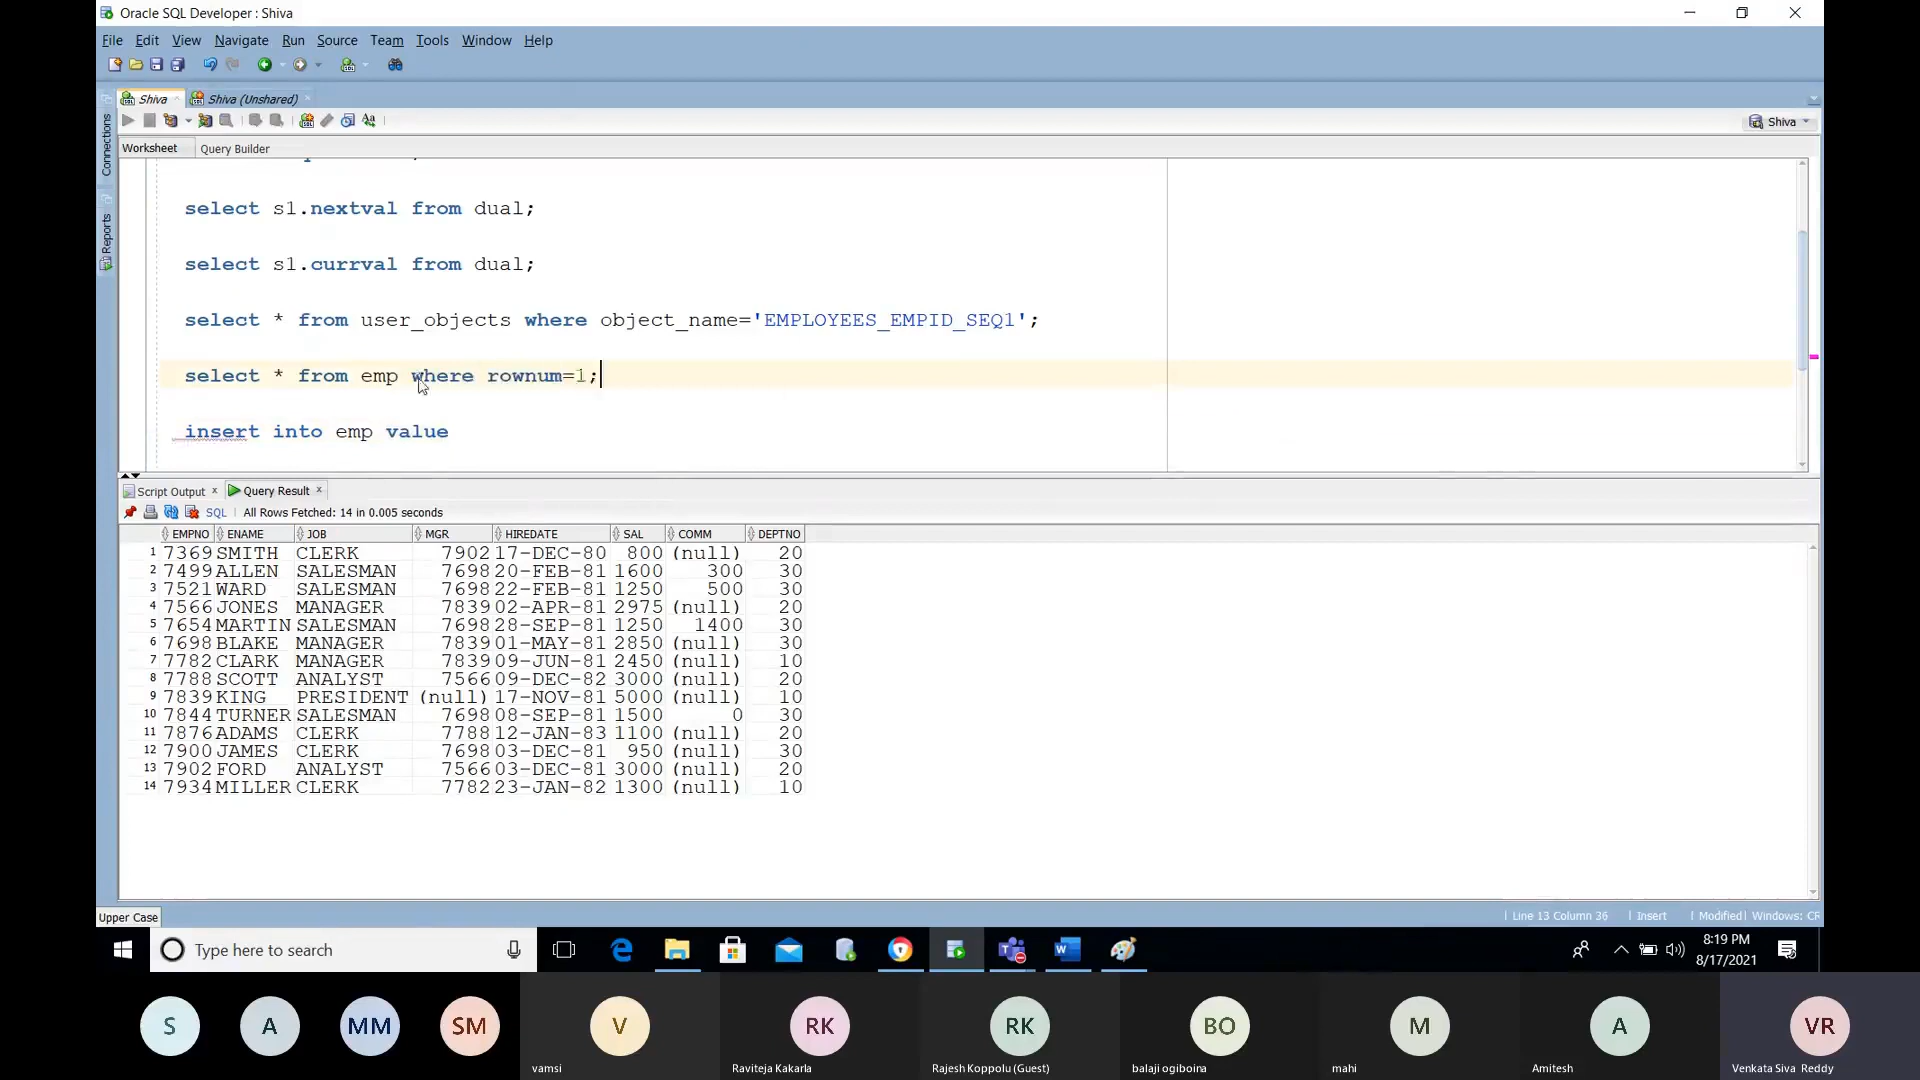 Oracle SQL Developer : Shiva
File Edit View Navigate Run Source Team Tools Window Help
Shiva Shiva (Unshared)
Shiva
Worksheet Query Builder
Connections
Reports
select s1.nextval from dual;
select s1.currval from dual;
select * from user_objects where object_name='EMPLOYEES_EMPID_SEQ1';
select * from emp where rownum=1;
insert into emp value
Script Output Query Result
SQL All Rows Fetched: 14 in 0.005 seconds
EMPNO ENAME JOB MGR HIREDATE SAL COMM DEPTNO
1 7369 SMITH CLERK 7902 17-DEC-80 800 (null) 20
2 7499 ALLEN SALESMAN 7698 20-FEB-81 1600 300 30
3 7521 WARD SALESMAN 7698 22-FEB-81 1250 500 30
4 7566 JONES MANAGER 7839 02-APR-81 2975 (null) 20
5 7654 MARTIN SALESMAN 7698 28-SEP-81 1250 1400 30
6 7698 BLAKE MANAGER 7839 01-MAY-81 2850 (null) 30
7 7782 CLARK MANAGER 7839 09-JUN-81 2450 (null) 10
8 7788 SCOTT ANALYST 7566 09-DEC-82 3000 (null) 20
9 7839 KING PRESIDENT (null) 17-NOV-81 5000 (null) 10
10 7844 TURNER SALESMAN 7698 08-SEP-81 1500 0 30
11 7876 ADAMS CLERK 7788 12-JAN-83 1100 (null) 20
12 7900 JAMES CLERK 7698 03-DEC-81 950 (null) 30
13 7902 FORD ANALYST 7566 03-DEC-81 3000 (null) 20
14 7934 MILLER CLERK 7782 23-JAN-82 1300 (null) 10
Upper Case Line 13 Column 36 Insert Modified Windows: CR
Type here to search
8:19 PM
8/17/2021
S A MM SM V RK RK BO M A VR
vamsi Raviteja Kakarla Rajesh Koppolu (Guest) balaji ogiboina mahi Amitesh Venkata Siva Reddy